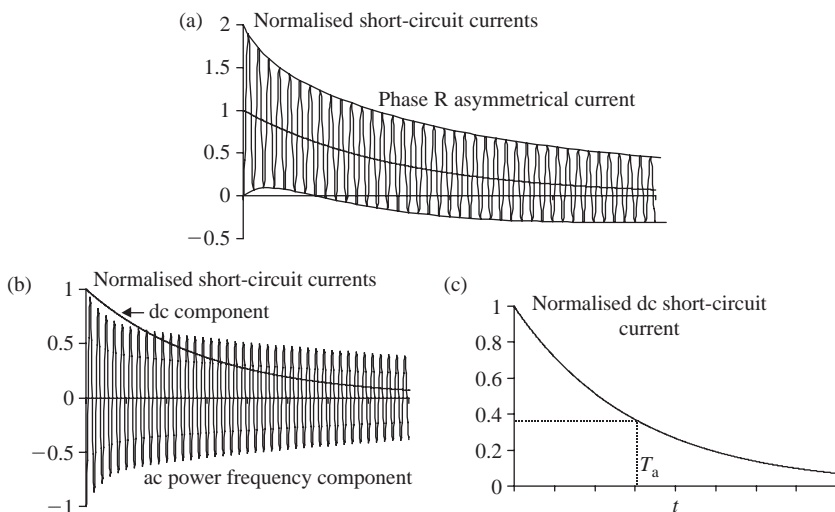 (a) Normalised short-circuit currents
2
1.5
Phase R asymmetrical current
1
0.5
0
−0.5
(b) Normalised short-circuit currents
1
dc component
0.5
0
−0.5
ac power frequency component
−1
(c)
1
Normalised dc short-circuit
current
0.8
0.6
0.4
0.2
Ta
0
t